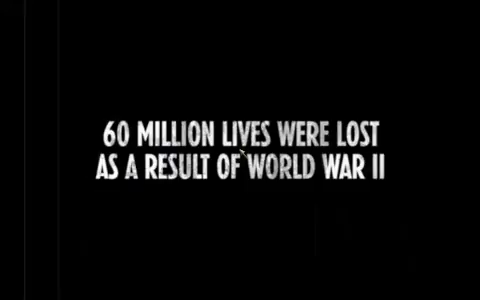 60 MILLION LIVES WERE LOST
AS A RESULT OF WORLD WAR II